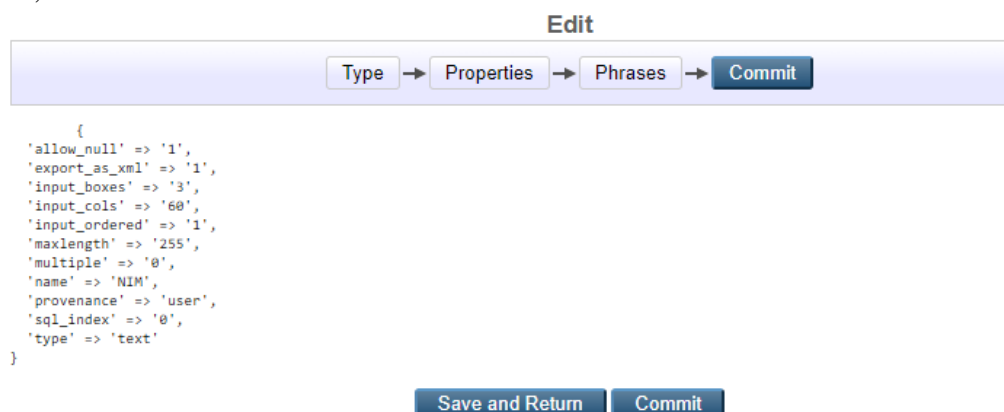 Edit
Type → Properties → Phrases → Commit
{
'allow_null' => '1',
'export_as_xml' => '1',
'input_boxes' => '3',
'input_cols' => '60',
'input_ordered' => '1',
'maxlength' => '255',
'multiple' => '0',
'name' => 'NIM',
'provenance' => 'user',
'sql_index' => '0',
'type' => 'text'
}
Save and Return Commit